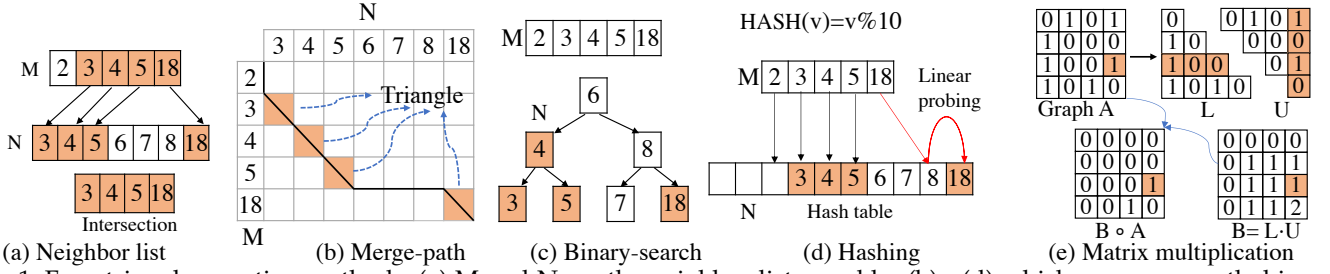 M 2 3 4 5 18
N 3 4 5 6 7 8 18
3 4 5 18
Intersection
(a) Neighbor list
N
3 4 5 6 7 8 18
2
3
4
5
18
M
Triangle
(b) Merge-path
M 2 3 4 5 18
N
6
4 8
3 5 7 18
(c) Binary-search
HASH(v)=v%10
M 2 3 4 5 18
Linear
probing
3 4 5 6 7 8 18
N
Hash table
(d) Hashing
0 1 0 1
1 0 0 0
1 0 0 1
1 0 1 0
Graph A
0
1 0
1 0 0
1 0 1 0
L
0 1 0 1
0 0 0
0 1
0
U
0 0 0 0
0 0 0 0
0 0 0 1
0 0 1 0
B ∘ A
0 0 0 0
0 1 1 1
0 1 1 1
0 1 1 2
B= L·U
(e) Matrix multiplication